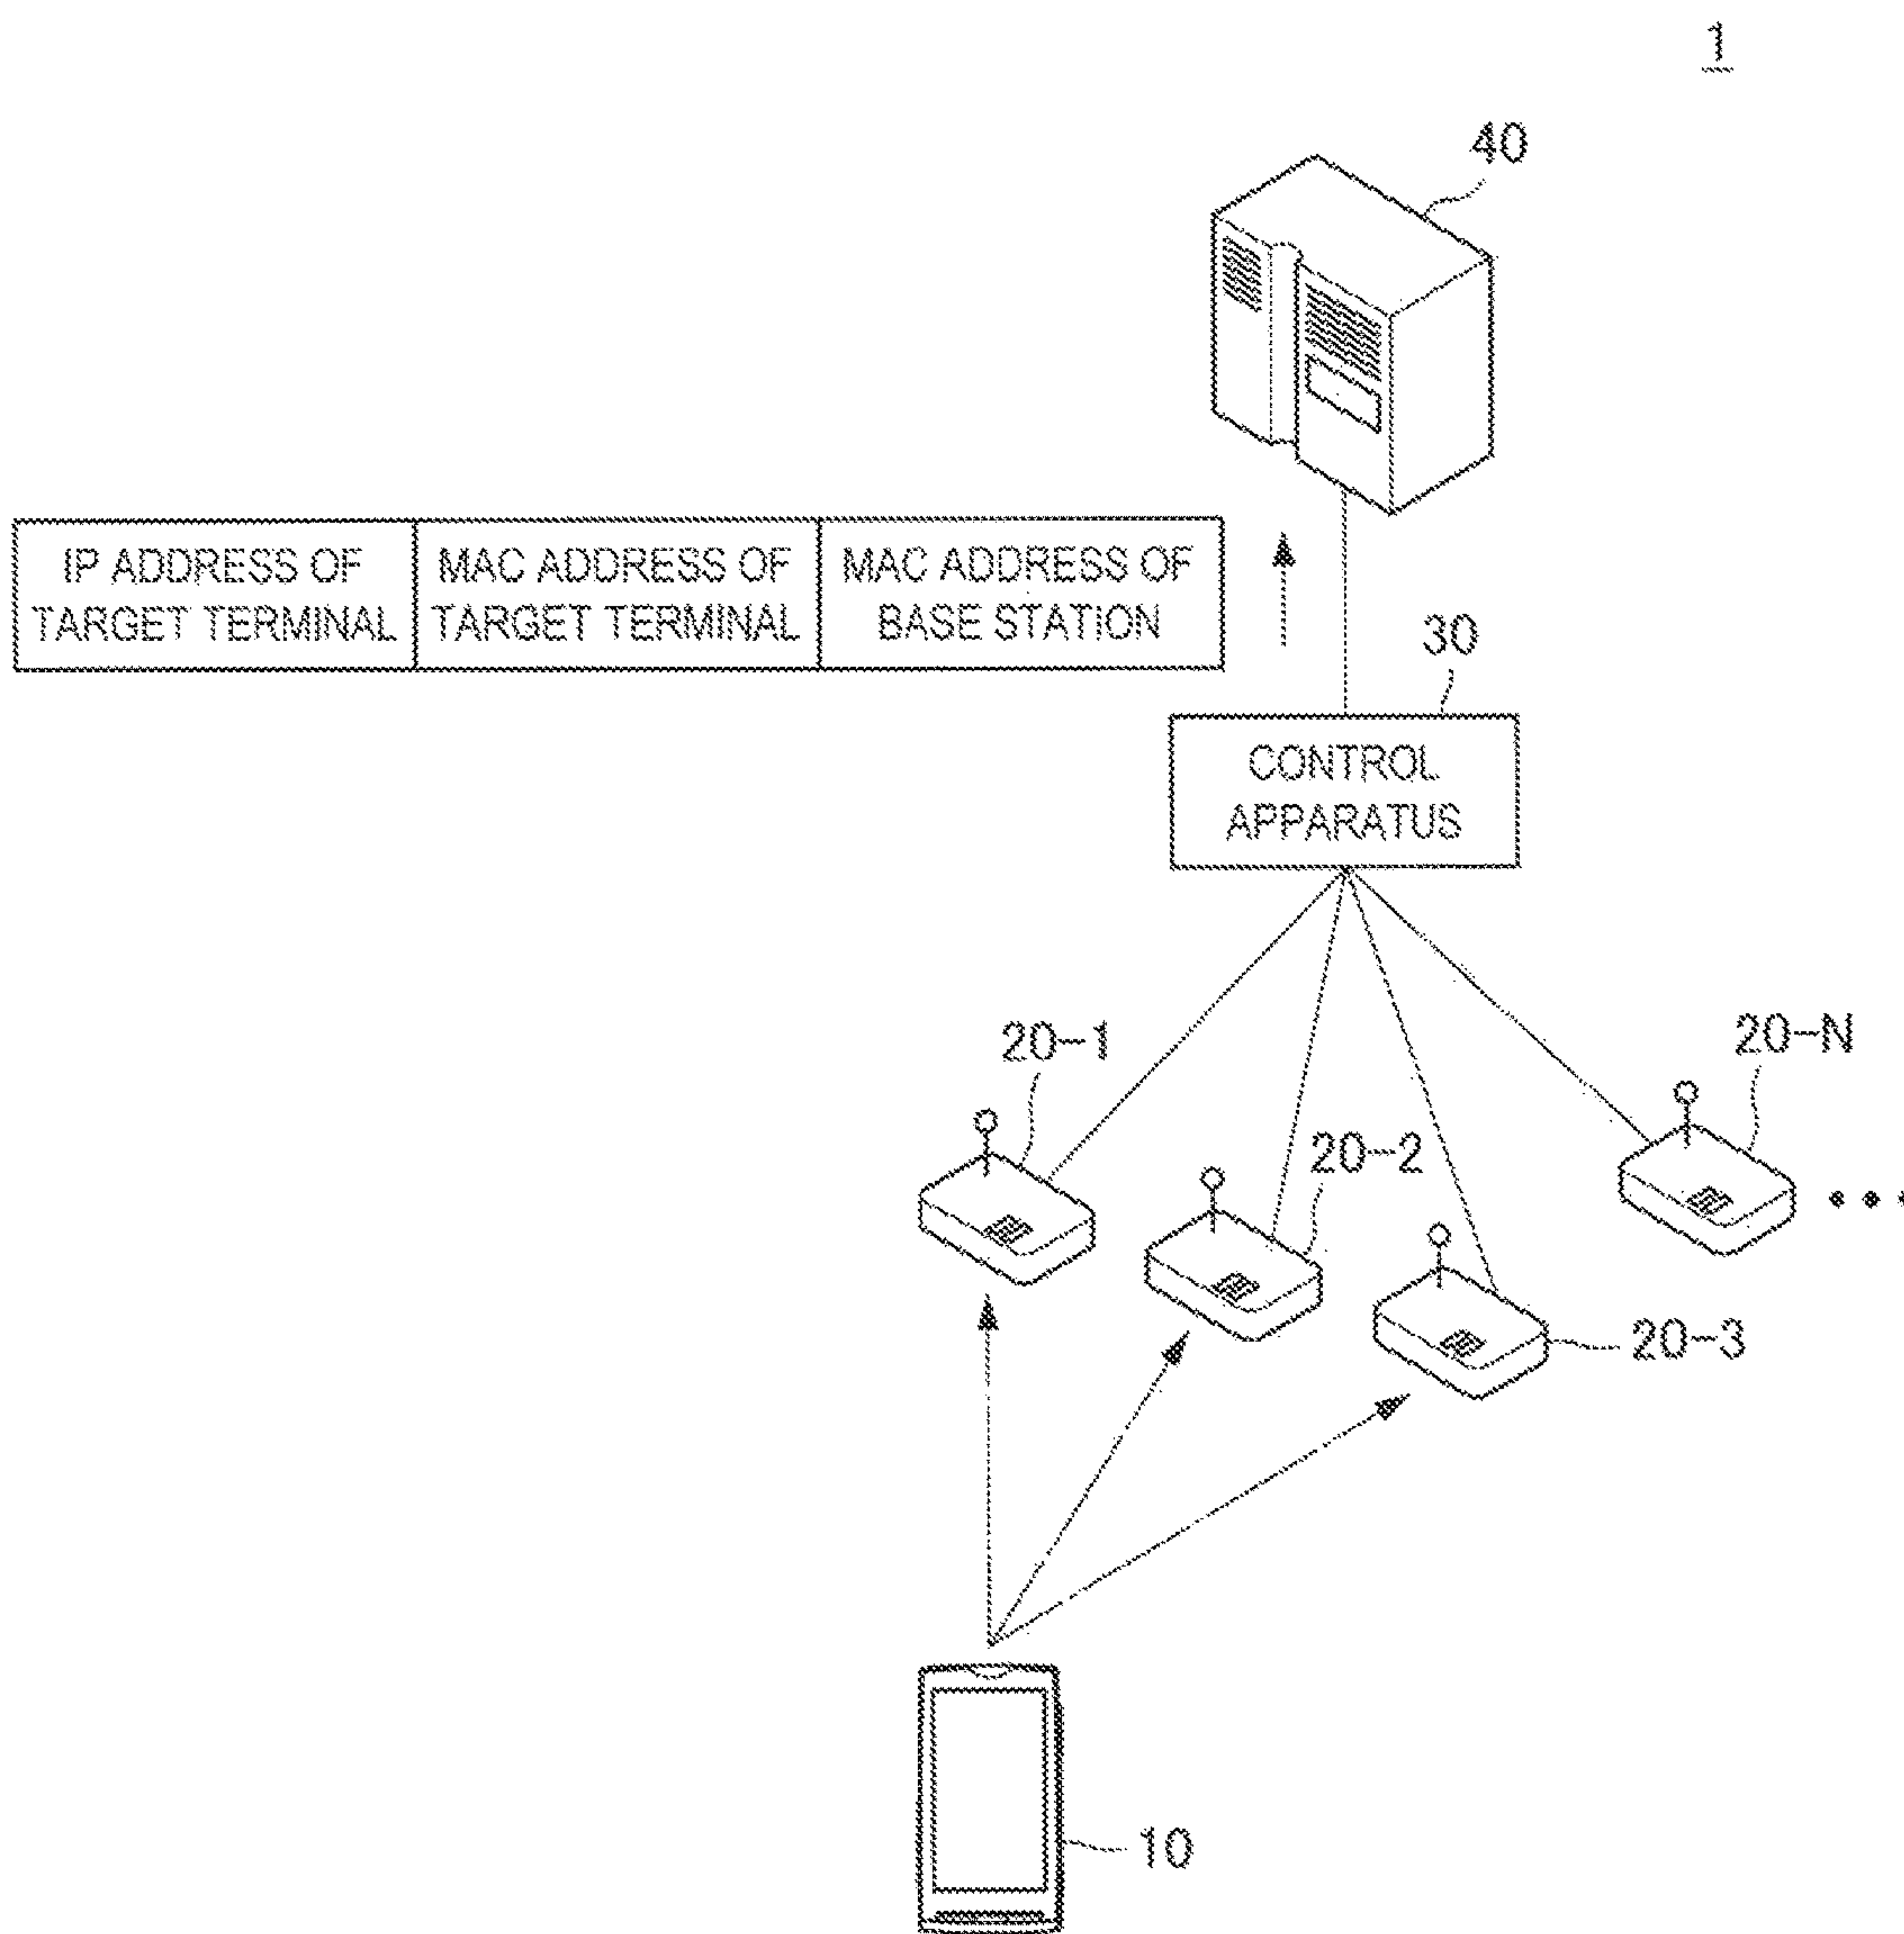 1
40
IP ADDRESS OF
TARGET TERMINAL
MAC ADDRESS OF
TARGET TERMINAL
MAC ADDRESS OF
BASE STATION
30
CONTROL
APPARATUS
20-1
20-N
20-2
20-3
10